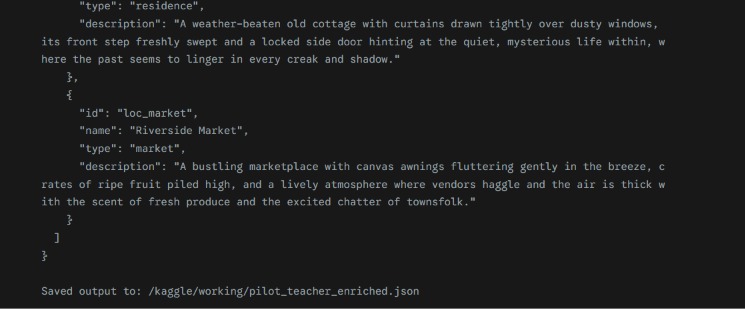 "type": "residence",
"description": "A weather-beaten old cottage with curtains drawn tightly over dusty windows,
its front step freshly swept and a locked side door hinting at the quiet, mysterious life within, w
here the past seems to linger in every creak and shadow."
},
{
"id": "loc_market",
"name": "Riverside Market",
"type": "market",
"description": "A bustling marketplace with canvas awnings fluttering gently in the breeze, c
rates of ripe fruit piled high, and a lively atmosphere where vendors haggle and the air is thick w
ith the scent of fresh produce and the excited chatter of townsfolk."
}
]
}
Saved output to: /kaggle/working/pilot_teacher_enriched.json